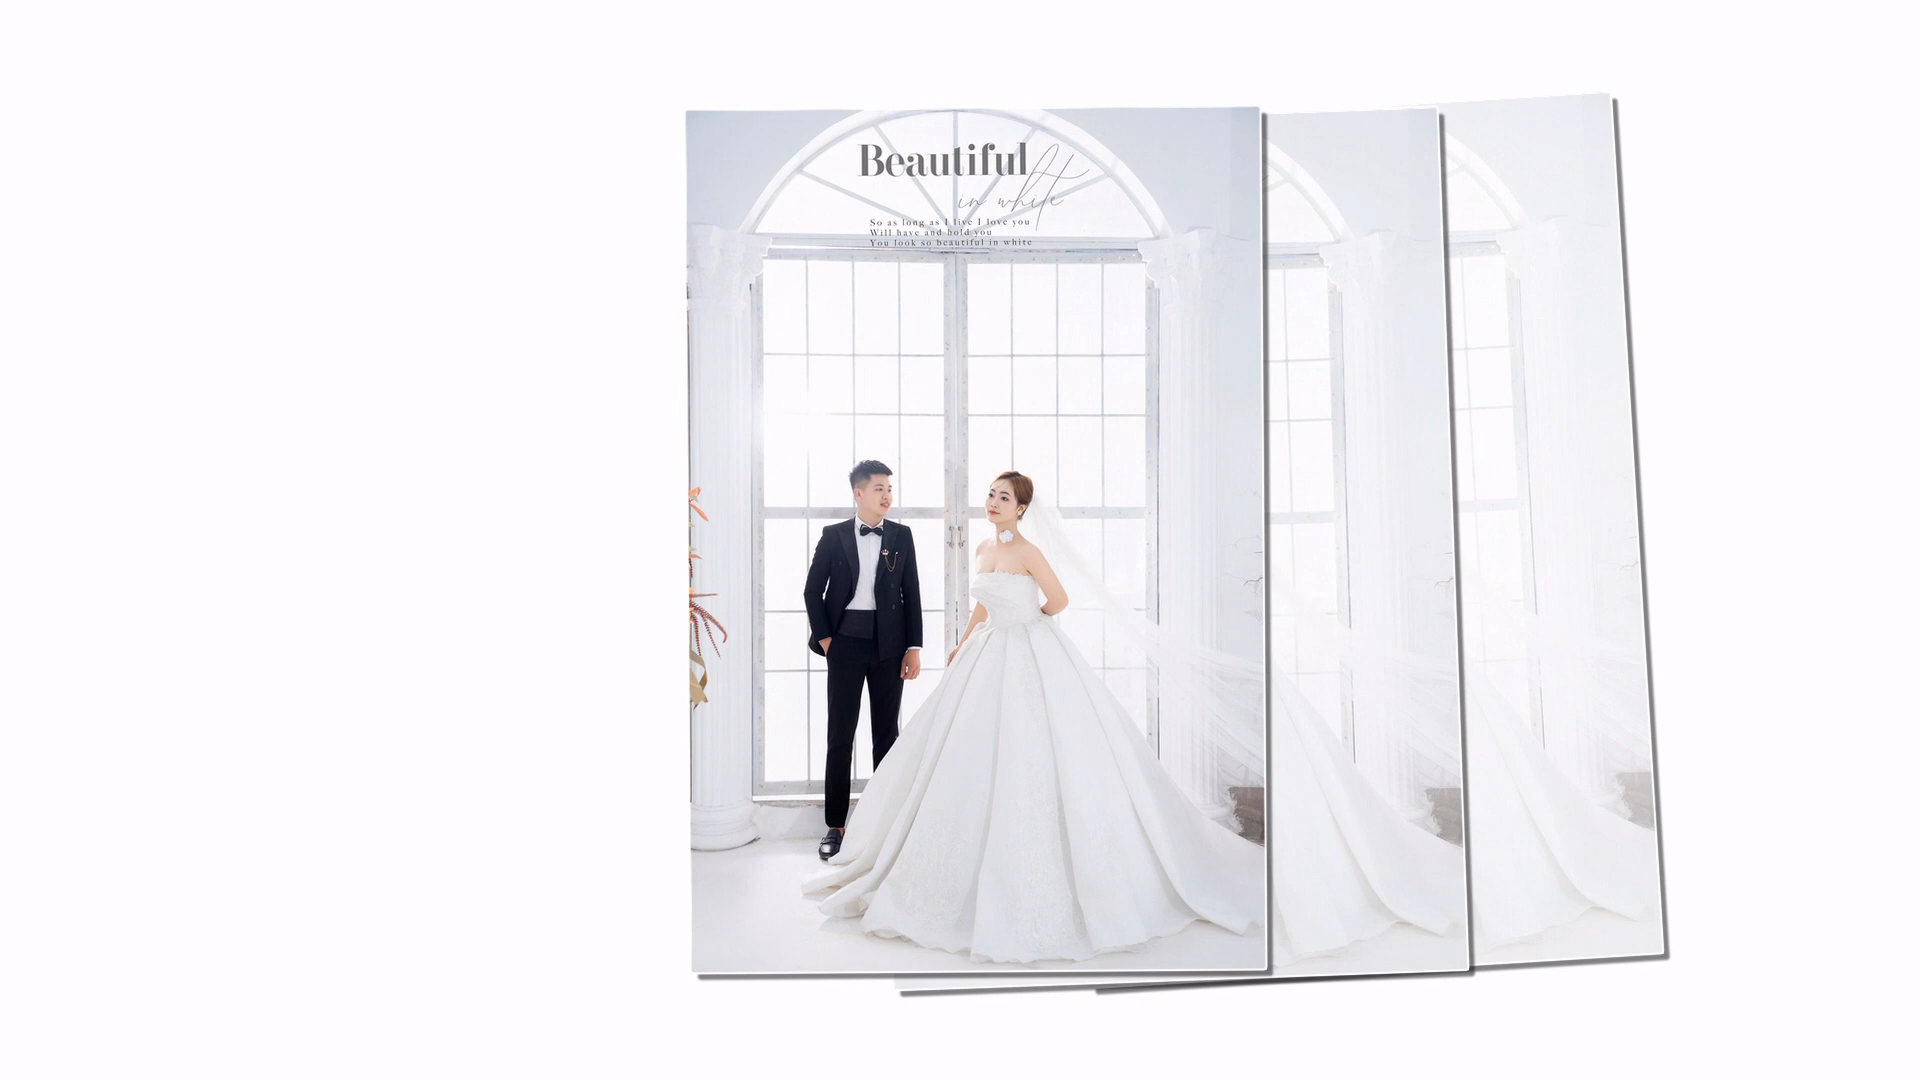 Beautiful
in white
So as long as I live I love you
Will have and hold you
You look so beautiful in white